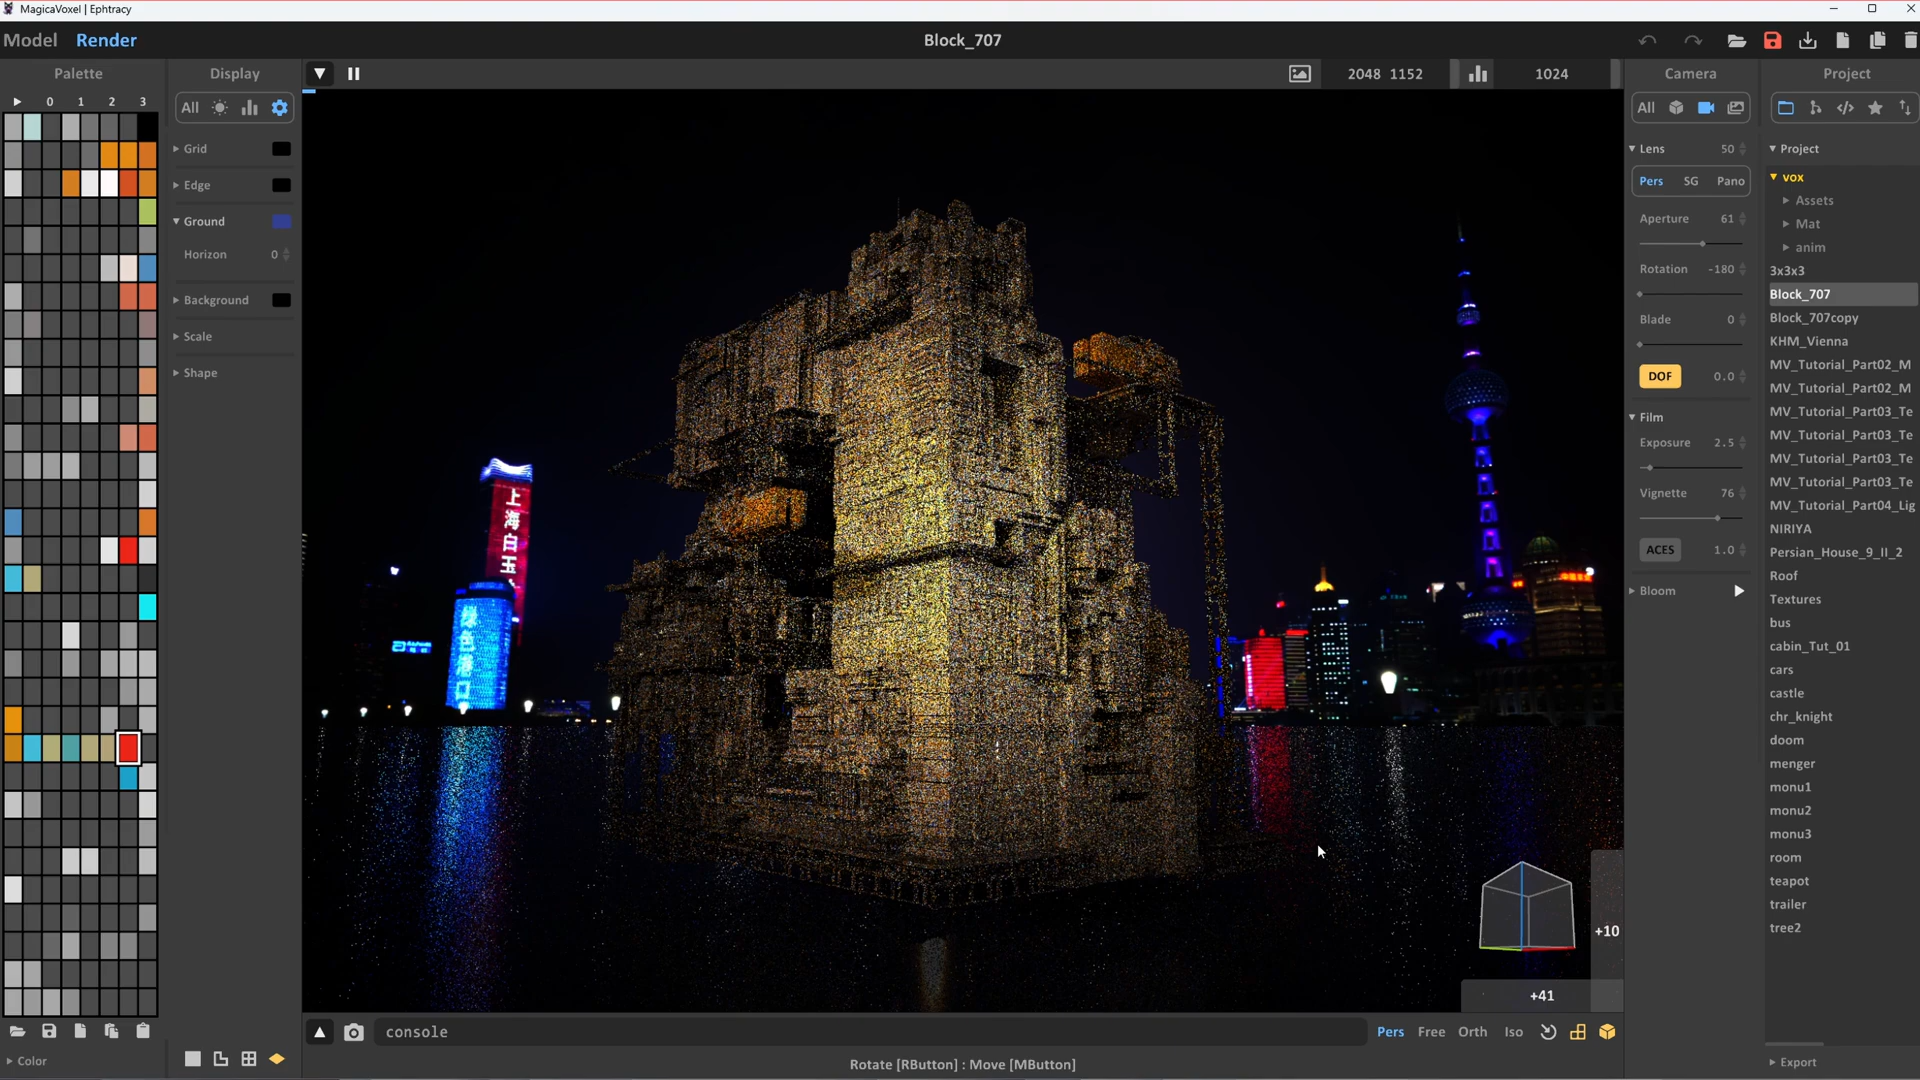 MagicaVoxel | Ephtracy
Model Render
Block_707
Palette
0 1 2 3
Color
Display
All
Grid
Edge
Ground
Horizon 0
Background
Scale
Shape
2048 1152
1024
上海白玉
+10
+41
console
Pers Free Orth Iso
Rotate [RButton] : Move [MButton]
Camera
All
Lens 50
Pers SG Pano
Aperture 61
Rotation -180
Blade 0
DOF 0.0
Film
Exposure 2.5
Vignette 76
ACES 1.0
Bloom
Project
Project
vox
Assets
Mat
anim
3x3x3
Block_707
Block_707copy
KHM_Vienna
MV_Tutorial_Part02_M
MV_Tutorial_Part02_M
MV_Tutorial_Part03_Te
MV_Tutorial_Part03_Te
MV_Tutorial_Part03_Te
MV_Tutorial_Part03_Te
MV_Tutorial_Part04_Lig
NIRIYA
Persian_House_9_II_2
Roof
Textures
bus
cabin_Tut_01
cars
castle
chr_knight
doom
menger
monu1
monu2
monu3
room
teapot
trailer
tree2
Export